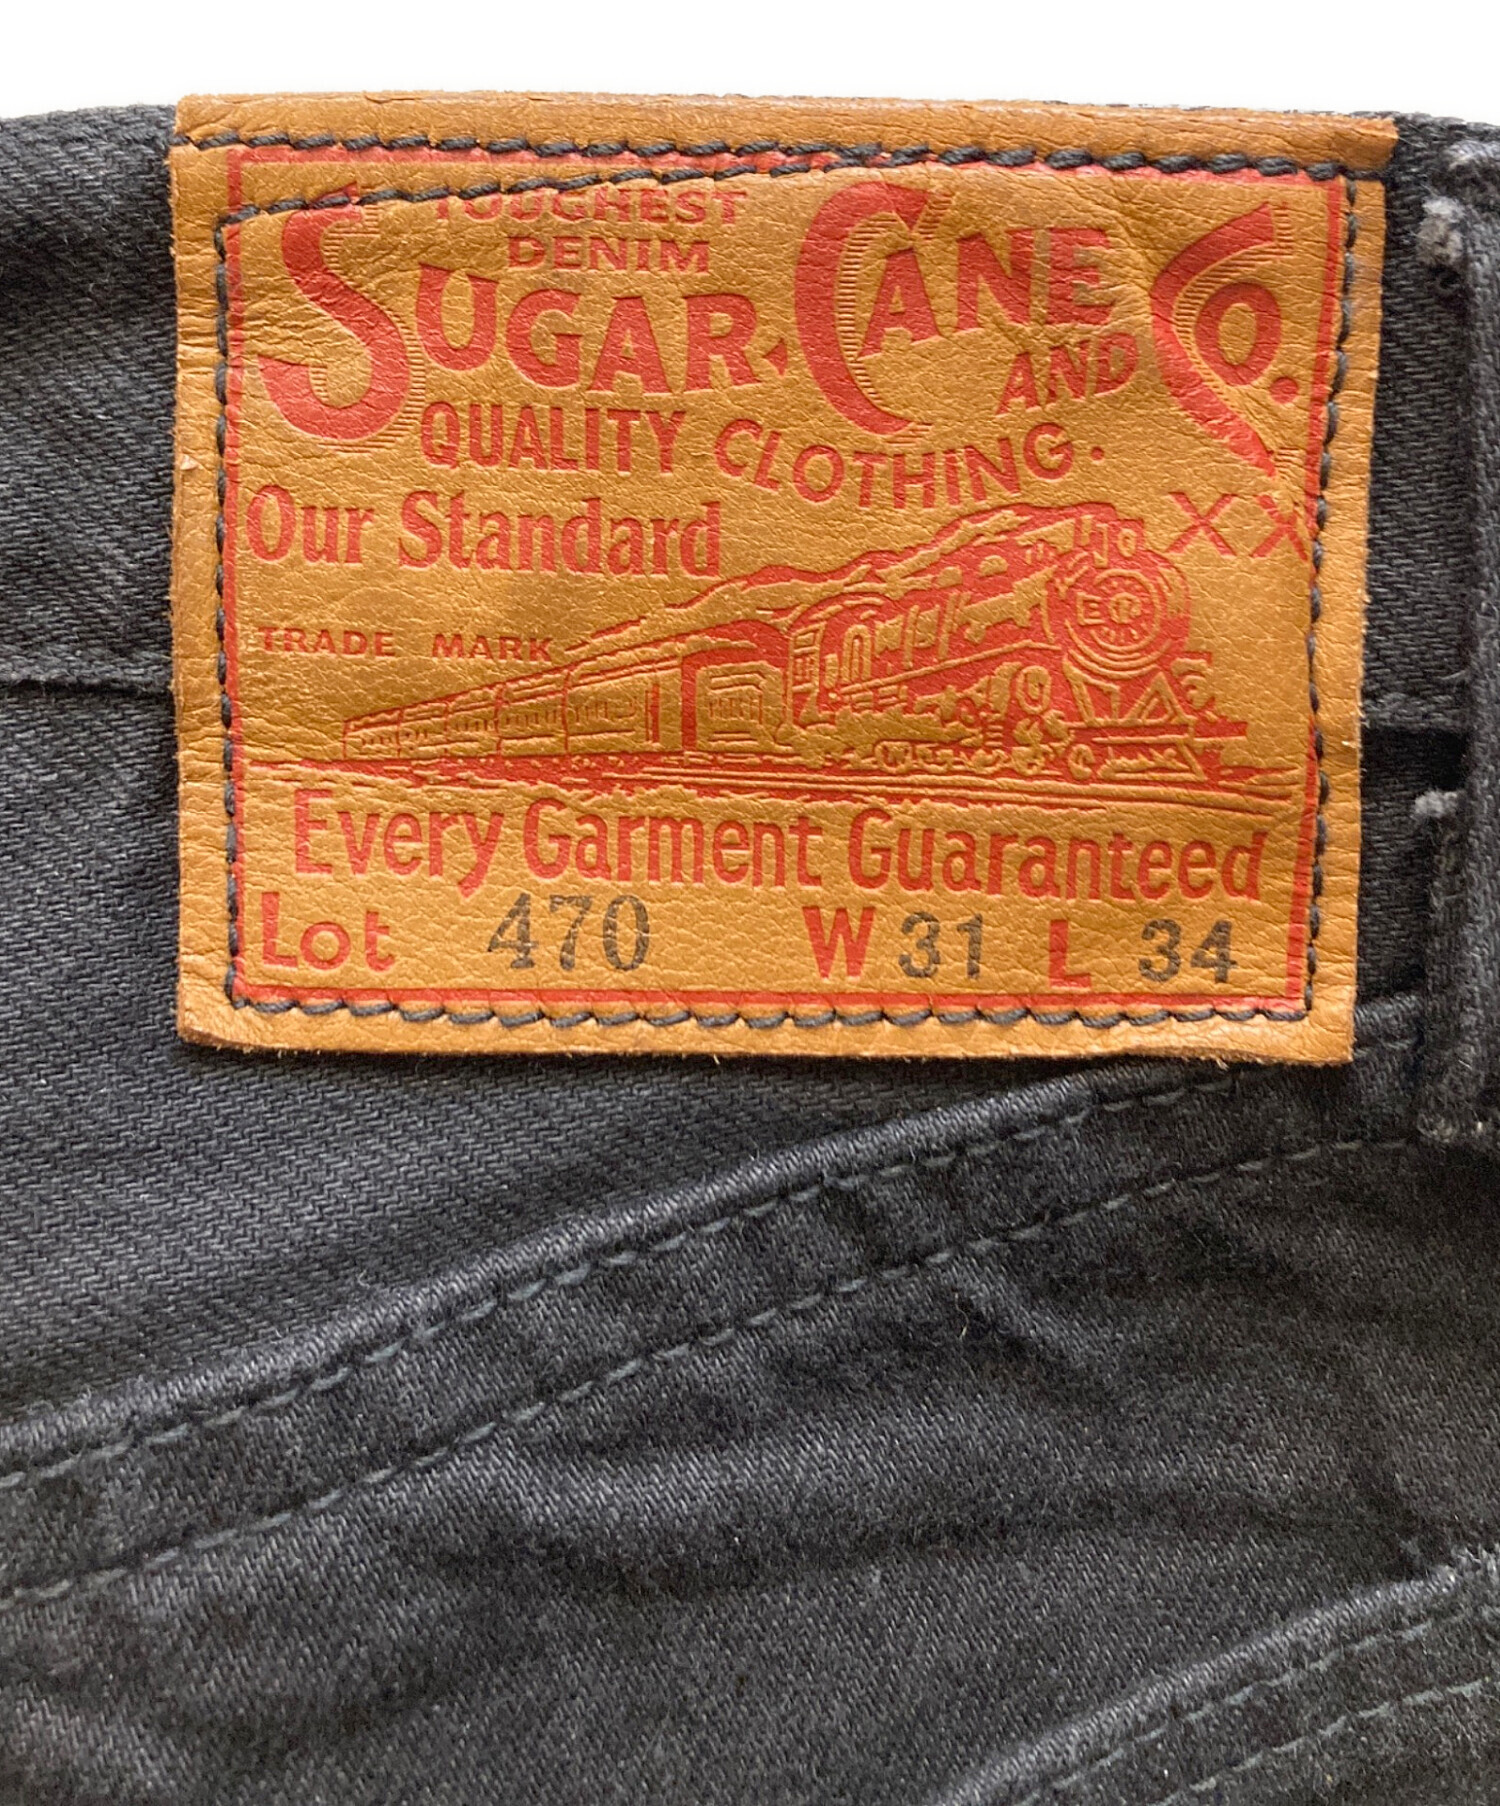 TOUGHEST
DENIM
SUGAR CANE CO.
AND
QUALITY CLOTHING.
Our Standard XX
TRADE MARK
Every Garment Guaranteed
Lot 470 W 31 L 34